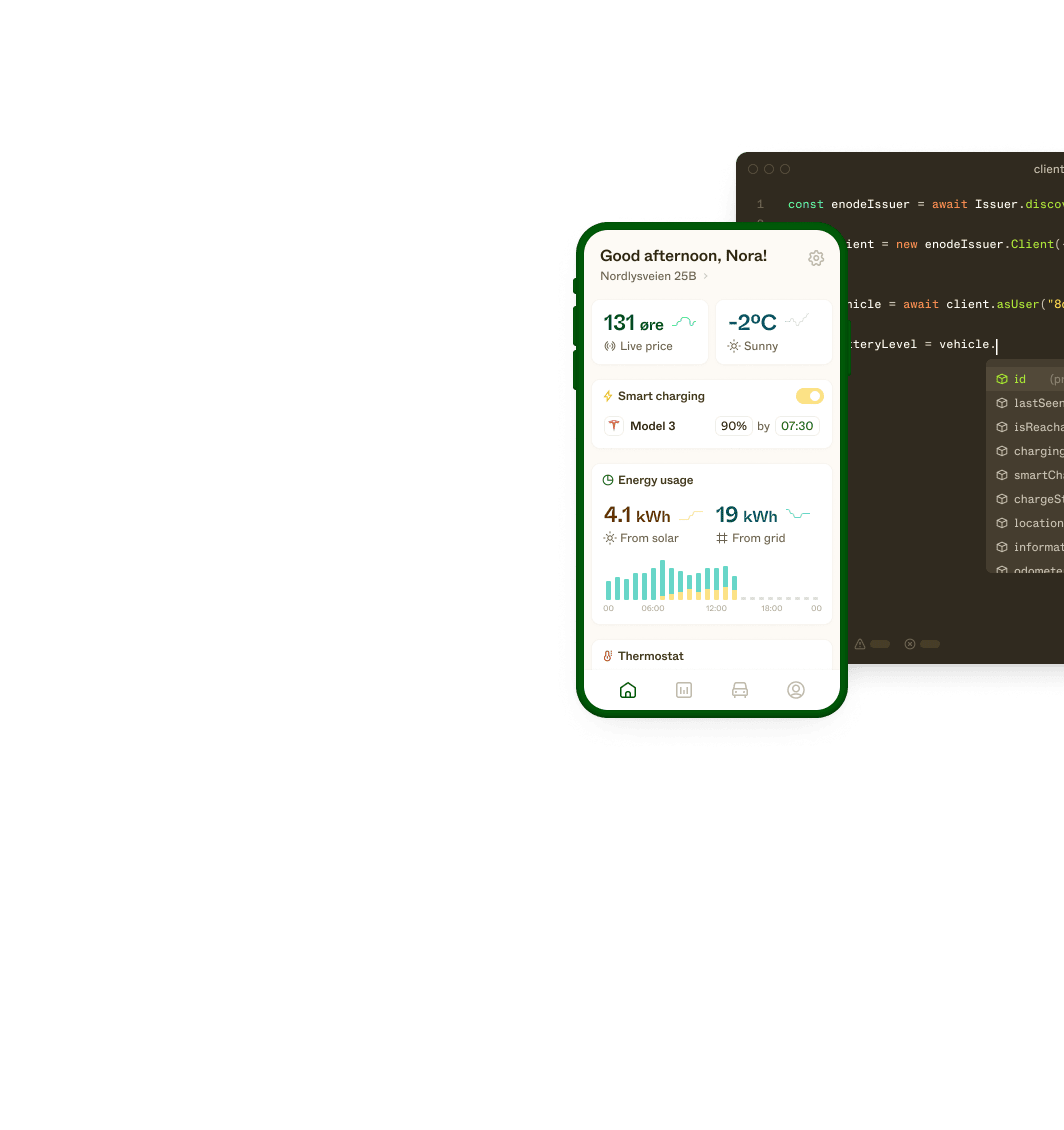 Good afternoon, Nora!
Nordlysveien 25B
131 øre
Live price
-2ºC
Sunny
Smart charging
Model 3
90% by 07:30
Energy usage
4.1 kWh
From solar
19 kWh
From grid
00 06:00 12:00 18:00 00
Thermostat
client
1 const enodeIssuer = await Issuer.discov
ient = new enodeIssuer.Client(
hicle = await client.asUser("8
tteryLevel = vehicle.
id (pr
lastSeen
isReacha
charging
smartCha
chargeSt
location
informat
odomete